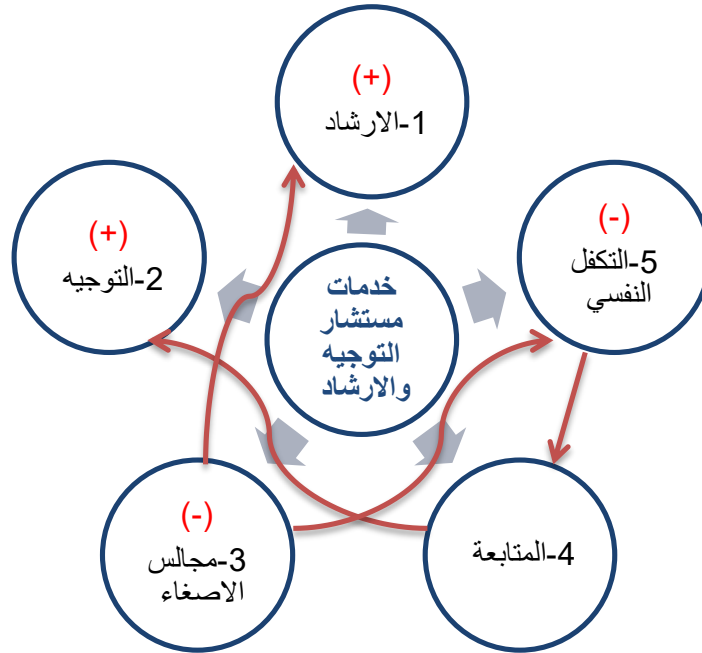 (+)
1-الارشاد
(+)
2-التوجيه
(-)
3-مجالس
الاصغاء
4-المتابعة
(-)
5-التكفل
النفسي
خدمات
مستشار
التوجيه
والارشاد